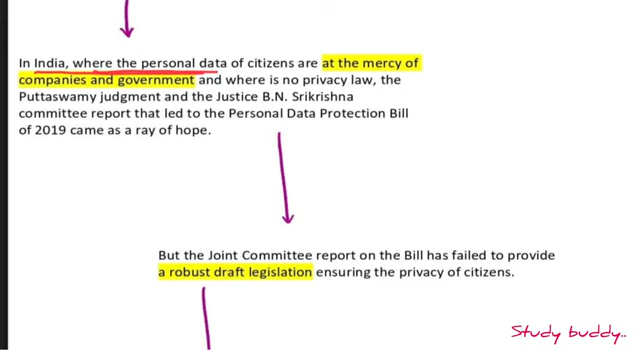 In India, where the personal data of citizens are at the mercy of
companies and government and where is no privacy law, the
Puttaswamy judgment and the Justice B.N. Srikrishna
committee report that led to the Personal Data Protection Bill
of 2019 came as a ray of hope.
But the Joint Committee report on the Bill has failed to provide
a robust draft legislation ensuring the privacy of citizens.
Study buddy..